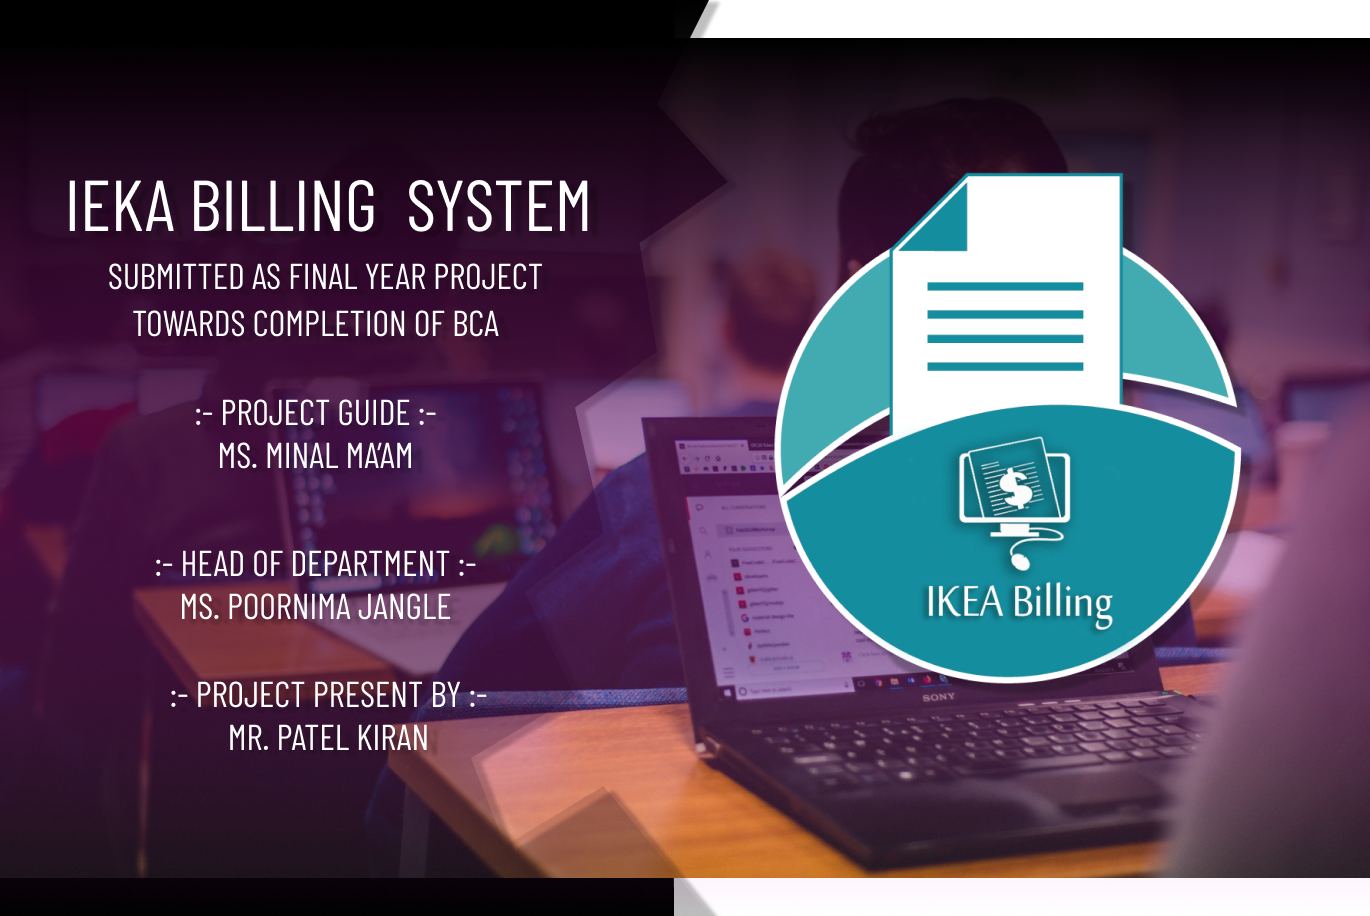 IEKA BILLING SYSTEM
SUBMITTED AS FINAL YEAR PROJECT
TOWARDS COMPLETION OF BCA
:- PROJECT GUIDE :-
MS. MINAL MA'AM
:- HEAD OF DEPARTMENT :-
MS. POORNIMA JANGLE
:- PROJECT PRESENT BY :-
MR. PATEL KIRAN
$
IKEA Billing
SONY